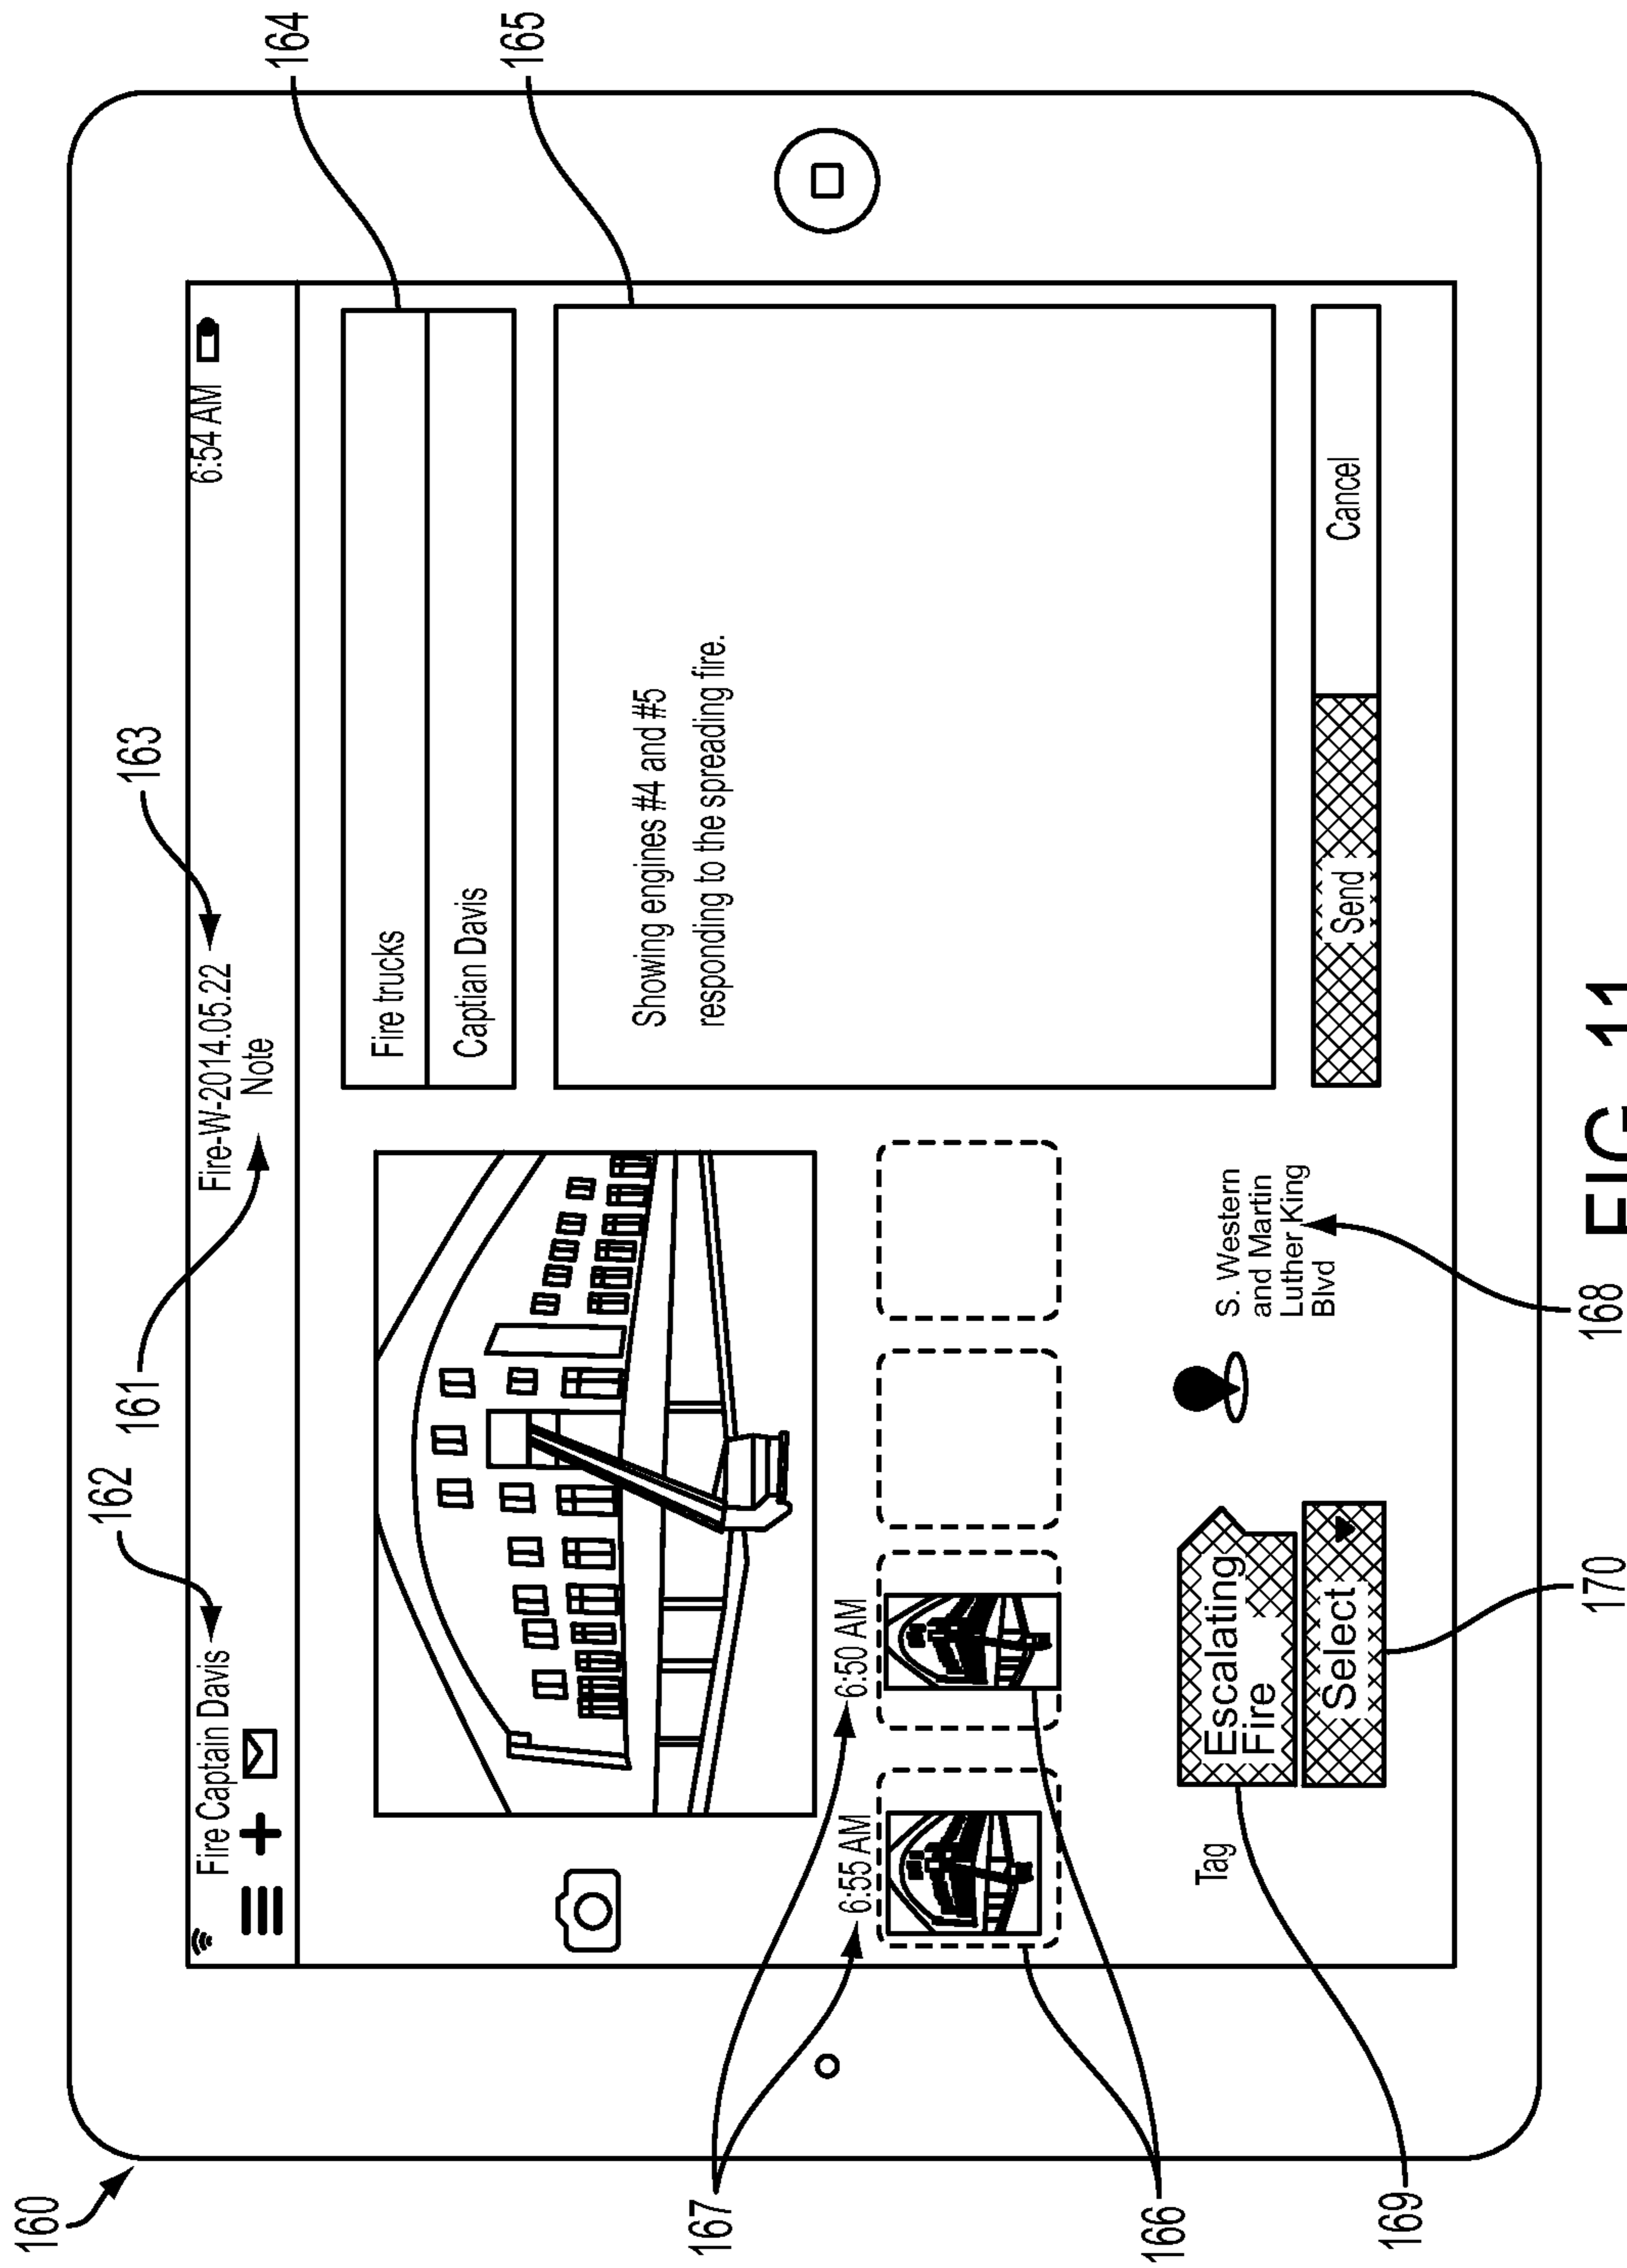 160
162
161
163
164
165
Fire Captain Davis
Fire-W-2014.05.22
6:54 AM
Note
Fire trucks
Captian Davis
Showing engines #4 and #5
responding to the spreading fire.
6:55 AM
6:50 AM
167
166
Tag
Escalating
Fire
Select
S. Western
and Martin
Luther King
Blvd
Send
Cancel
169
170
168
FIG. 11